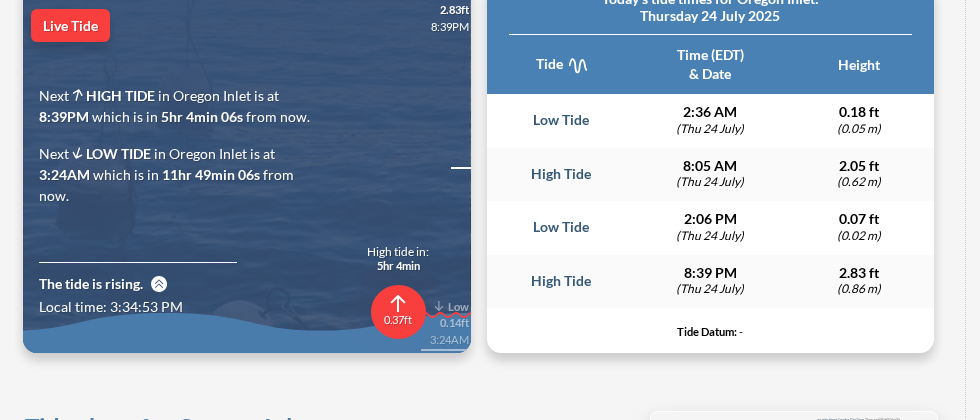 2.83ft
8:39PM
Live Tide
Next HIGH TIDE in Oregon Inlet is at
8:39PM which is in 5hr 4min 06s from now.
Next LOW TIDE in Oregon Inlet is at
3:24AM which is in 11hr 49min 06s from
now.
High tide in:
5hr 4min
The tide is rising.
Local time: 3:34:53 PM
0.37ft
Low
0.14ft
3:24AM
Today's tide times for Oregon Inlet:
Thursday 24 July 2025
Tide Time (EDT) Height
& Date
Low Tide 2:36 AM 0.18 ft
(Thu 24 July) (0.05 m)
High Tide 8:05 AM 2.05 ft
(Thu 24 July) (0.62 m)
Low Tide 2:06 PM 0.07 ft
(Thu 24 July) (0.02 m)
High Tide 8:39 PM 2.83 ft
(Thu 24 July) (0.86 m)
Tide Datum: -